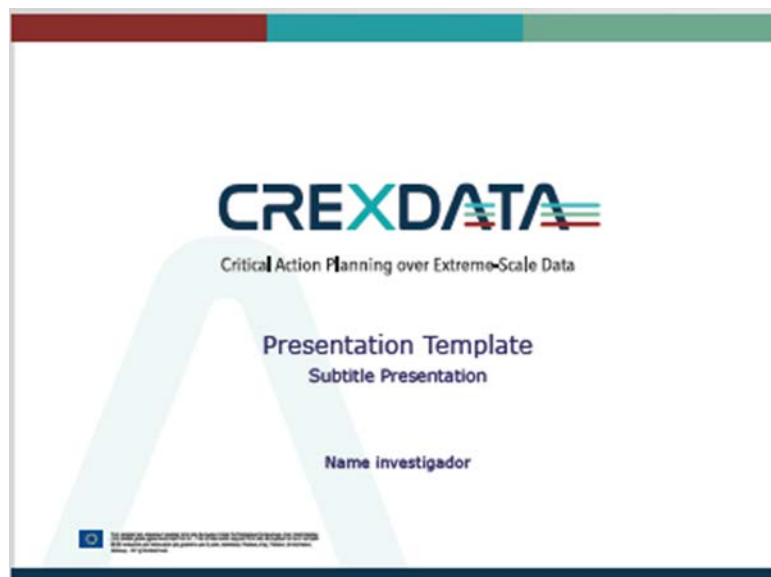 CREXDATA
Critical Action Planning over Extreme-Scale Data
Presentation Template
Subtitle Presentation
Name investigador